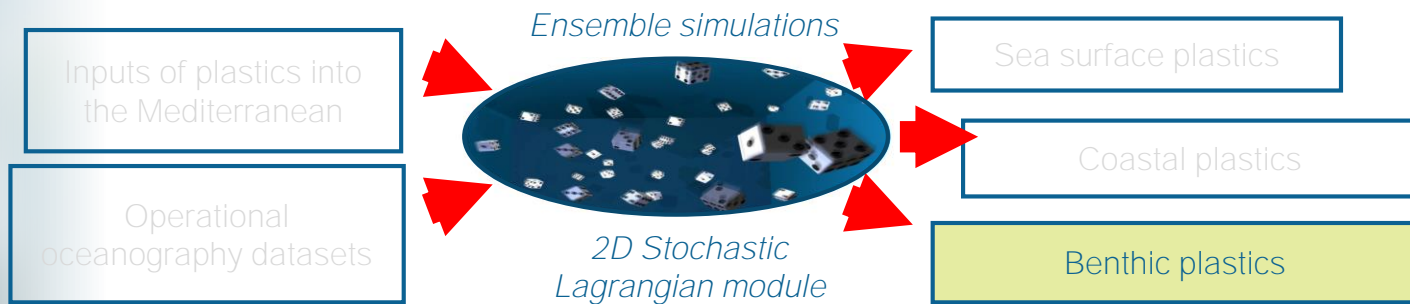 Ensemble simulations
Inputs of plastics into
the Mediterranean
Operational
oceanography datasets
2D Stochastic
Lagrangian module
Sea surface plastics
Coastal plastics
Benthic plastics